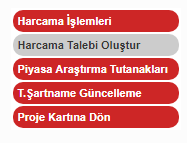 Harcama İşlemleri
Harcama Talebi Oluştur
Piyasa Araştırma Tutanakları
T.Şartname Güncelleme
Proje Kartına Dön